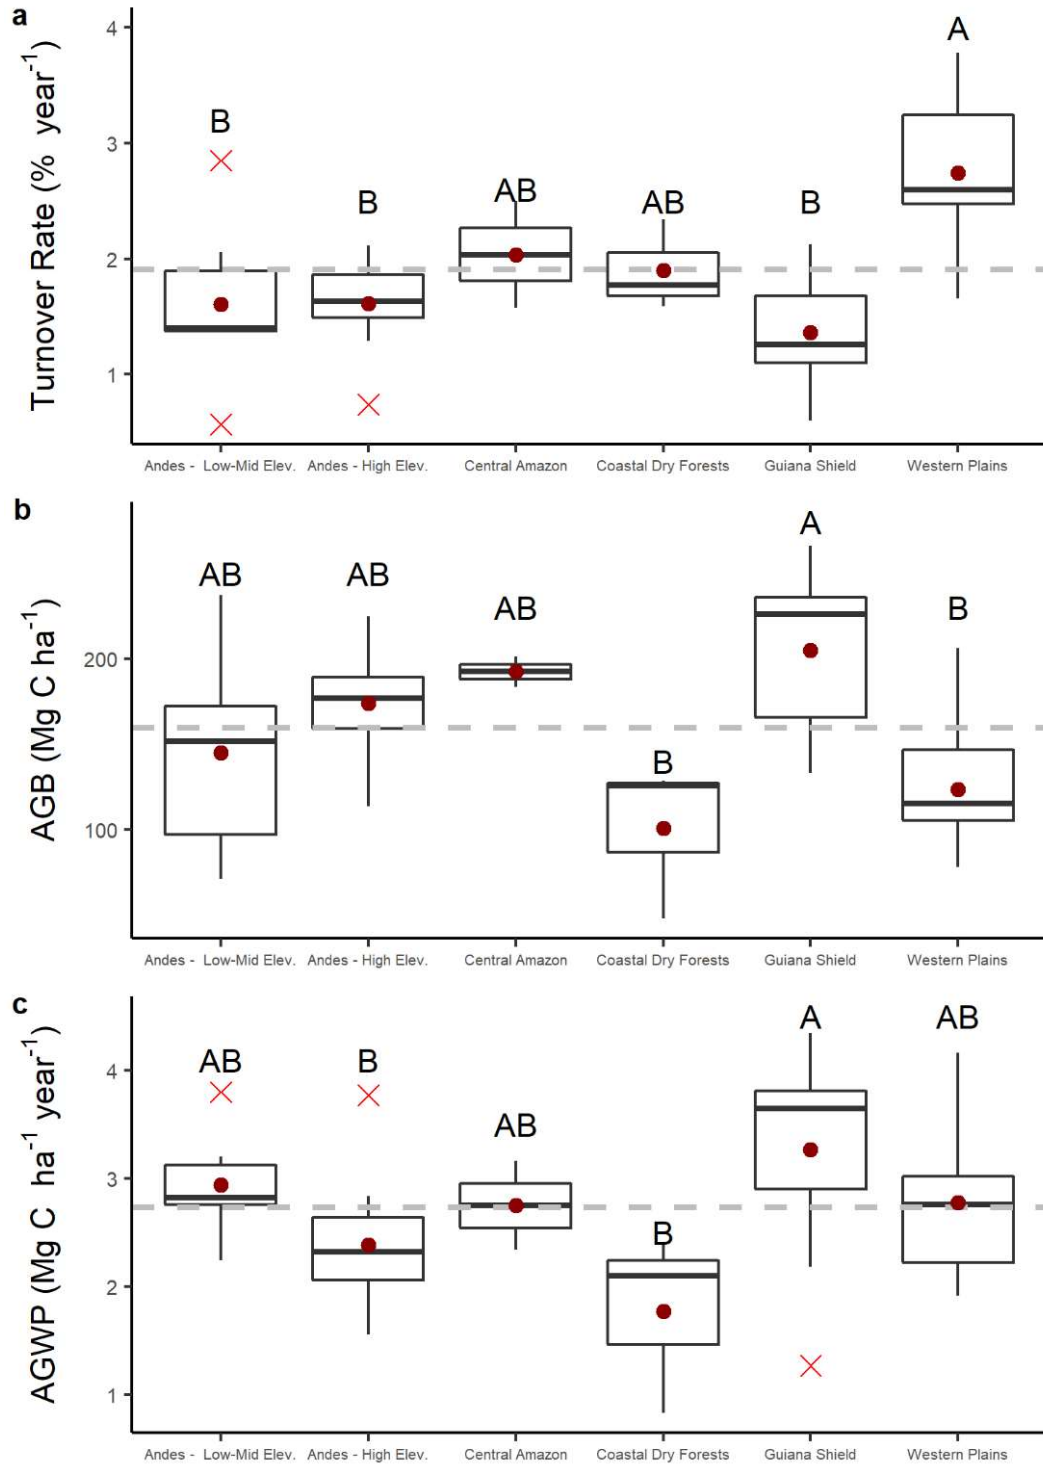 a
Turnover Rate (% year⁻¹)
4
3
2
1
B
B
AB
AB
B
A
Andes - Low-Mid Elev.
Andes - High Elev.
Central Amazon
Coastal Dry Forests
Guiana Shield
Western Plains
b
AGB (Mg C ha⁻¹)
200
100
AB
AB
AB
B
A
B
Andes - Low-Mid Elev.
Andes - High Elev.
Central Amazon
Coastal Dry Forests
Guiana Shield
Western Plains
c
AGWP (Mg C ha⁻¹ year⁻¹)
4
3
2
1
AB
B
AB
B
A
AB
Andes - Low-Mid Elev.
Andes - High Elev.
Central Amazon
Coastal Dry Forests
Guiana Shield
Western Plains